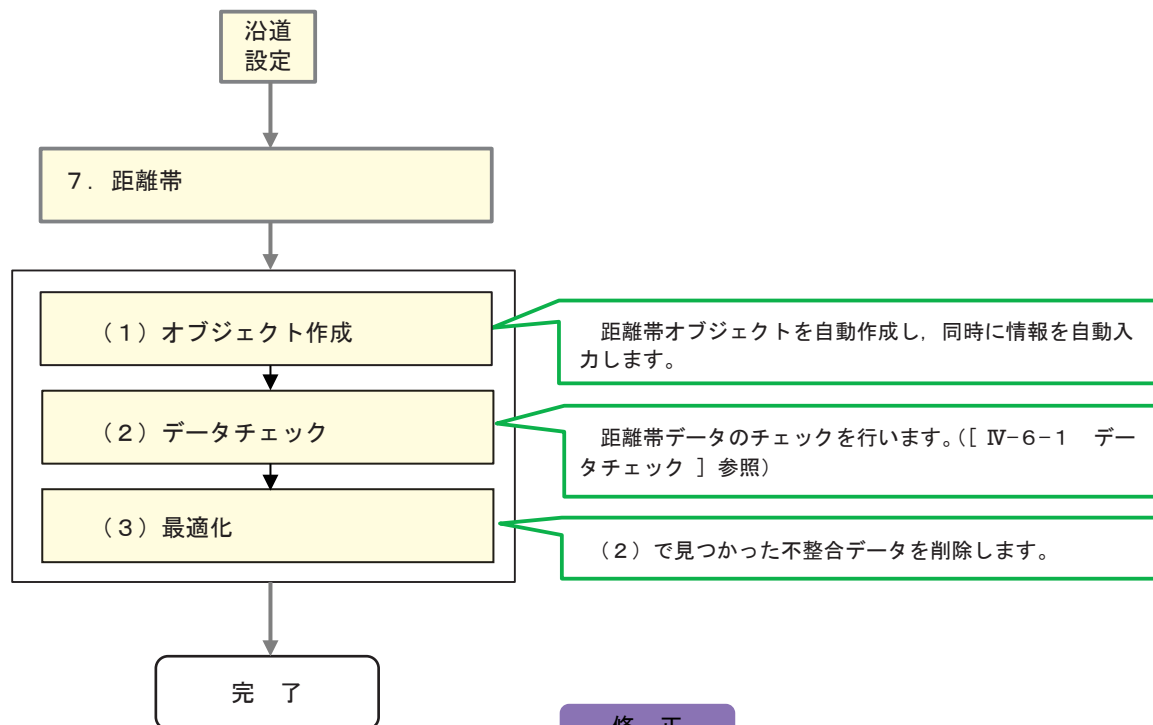 沿道
設定
７．距離帯
（１）オブジェクト作成
距離帯オブジェクトを自動作成し，同時に情報を自動入
力します。
（２）データチェック
距離帯データのチェックを行います。（［ Ⅳ−６−１　データチェック ］参照）
（３）最適化
（２）で見つかった不整合データを削除します。
完　了
修　正